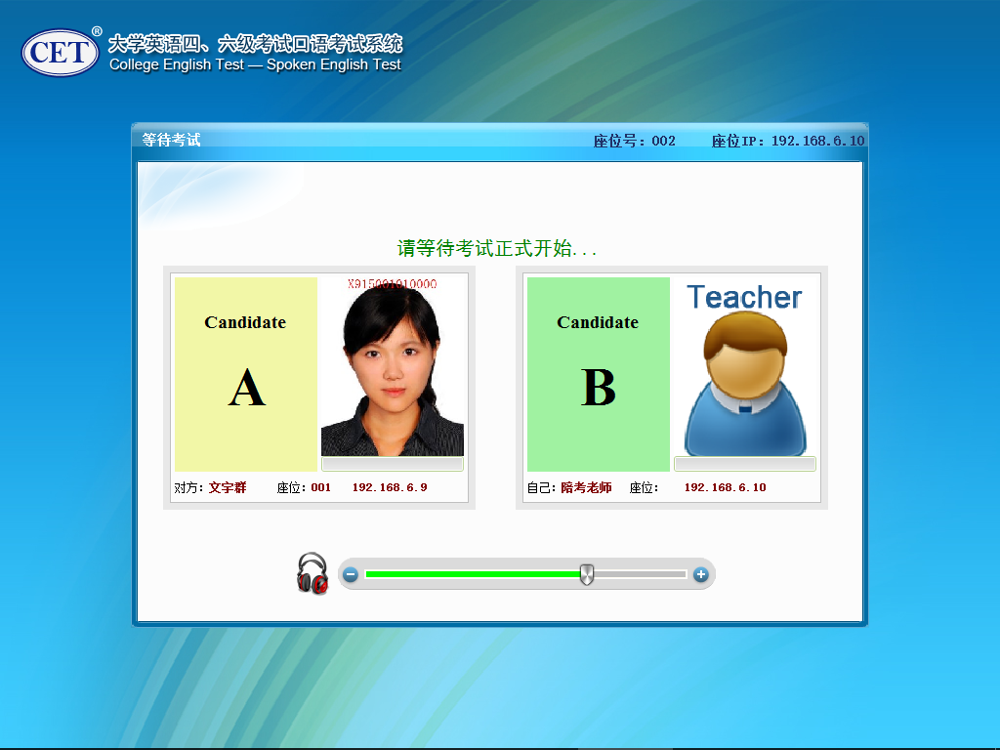 CET ®
大学英语四、六级考试口语考试系统
College English Test — Spoken English Test
等待考试 座位号：002 座位IP：192.168.6.10
请等待考试正式开始...
X915001010000
Teacher
Candidate
A
Candidate
B
对方：文宇群 座位：001 192.168.6.9
自己：陪考老师 座位： 192.168.6.10